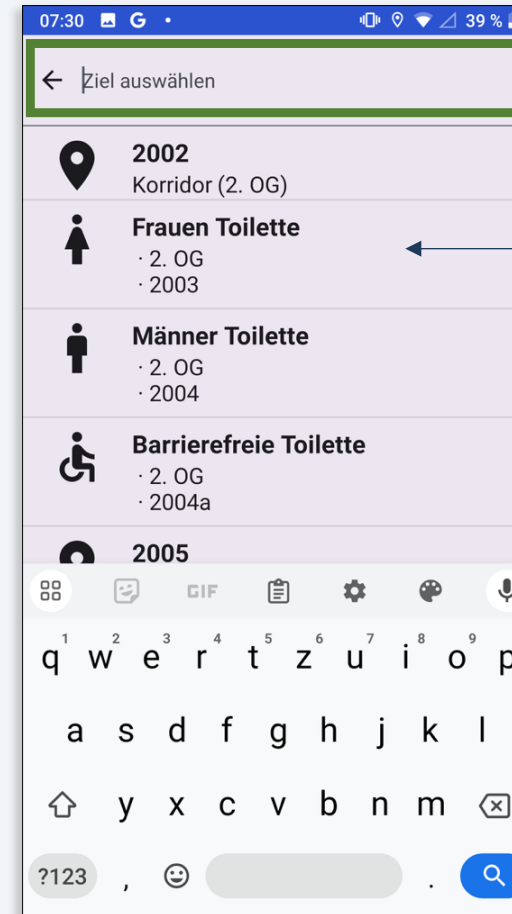 07:30 G • 39 %
Ziel auswählen
2002
Korridor (2. OG)
Frauen Toilette
· 2. OG
· 2003
Männer Toilette
· 2. OG
· 2004
Barrierefreie Toilette
· 2. OG
· 2004a
2005
GIF
1 2 3 4 5 6 7 8 9
q w e r t z u i o p
a s d f g h j k l
y x c v b n m
?123 , .